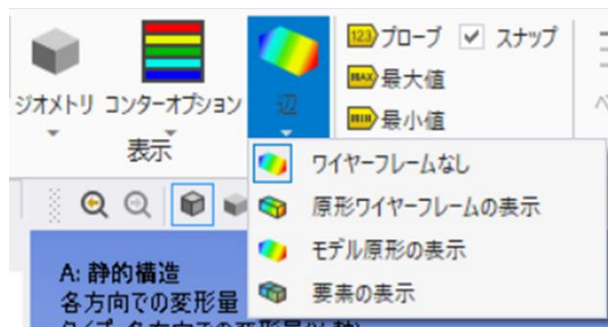 123 プローブ スナップ
MAX 最大値
MIN 最小値
ジオメトリ コンターオプション 辺
表示
ワイヤーフレームなし
原形ワイヤーフレームの表示
モデル原形の表示
要素の表示
A: 静的構造
各方向での変形量